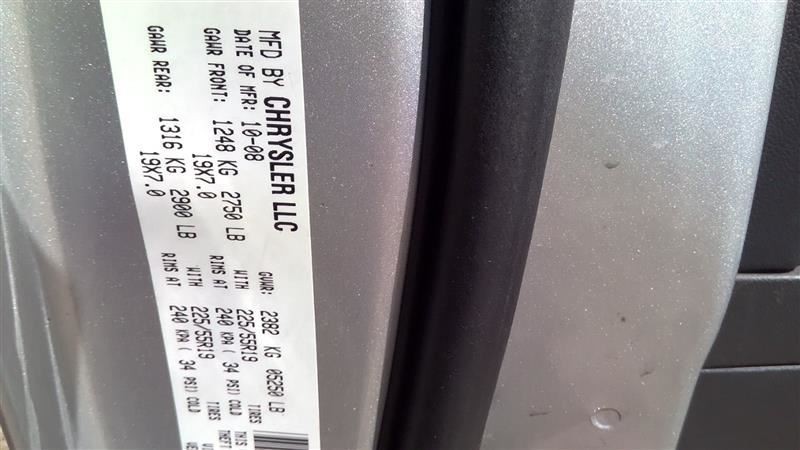 MFD BY CHRYSLER LLC
DATE OF MFR: 10-08 GVWR: 2382 KG 05250 LB
GAWR FRONT: 1248 KG 2750 LB WITH 225/55R19 TIRES THIS
19X7.0 RIMS AT 240 KPA ( 34 PSI) COLD THEFT
GAWR REAR: 1316 KG 2900 LB WITH 225/55R19 TIRES
19X7.0 RIMS AT 240 KPA ( 34 PSI) COLD